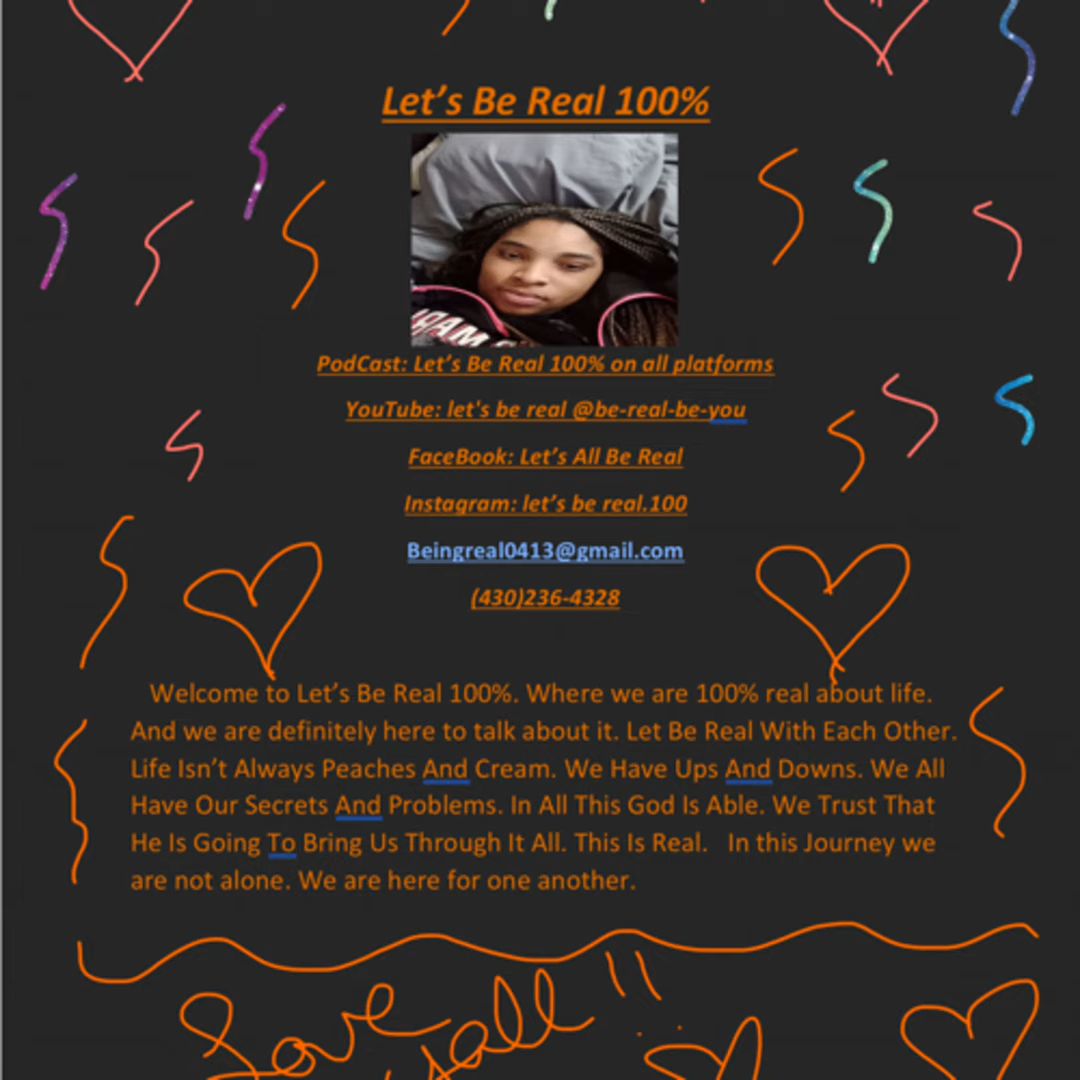 Let's Be Real 100%
PodCast: Let's Be Real 100% on all platforms
YouTube: let's be real @be-real-be-you
FaceBook: Let's All Be Real
Instagram: let's be real.100
Beingreal0413@gmail.com
(430)236-4328
Welcome to Let's Be Real 100%. Where we are 100% real about life.
And we are definitely here to talk about it. Let Be Real With Each Other.
Life Isn't Always Peaches And Cream. We Have Ups And Downs. We All
Have Our Secrets And Problems. In All This God Is Able. We Trust That
He Is Going To Bring Us Through It All. This Is Real. In this Journey we
are not alone. We are here for one another.
Love
yall !!